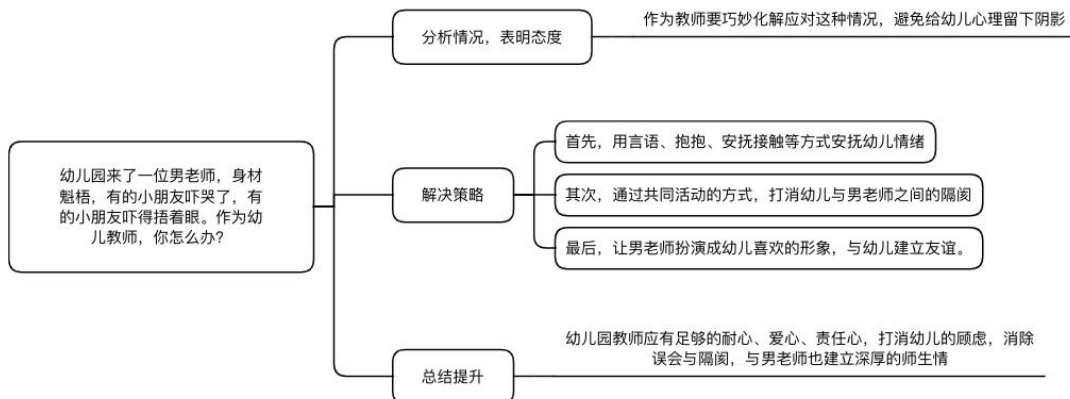 作为教师要巧妙化解应对这种情况，避免给幼儿心理留下阴影
分析情况，表明态度
幼儿园来了一位男老师，身材
魁梧，有的小朋友吓哭了，有
的小朋友吓得捂着眼。作为幼
儿教师，你怎么办？
解决策略
首先，用言语、抱抱、安抚接触等方式安抚幼儿情绪
其次，通过共同活动的方式，打消幼儿与男老师之间的隔阂
最后，让男老师扮演成幼儿喜欢的形象，与幼儿建立友谊。
总结提升
幼儿园教师应有足够的耐心、爱心、责任心，打消幼儿的顾虑，消除
误会与隔阂，与男老师也建立深厚的师生情